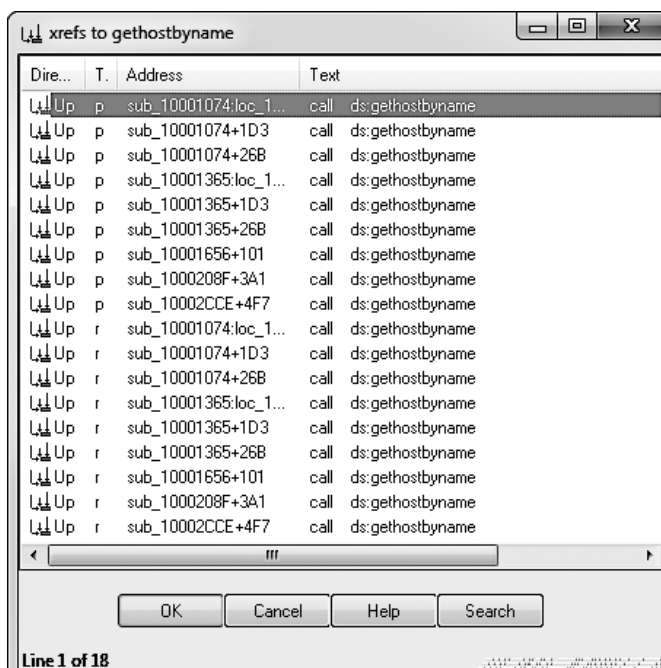 xrefs to gethostbyname
Dire... T. Address Text
Up p sub_10001074:loc_1... call ds:gethostbyname
Up p sub_10001074+1D3 call ds:gethostbyname
Up p sub_10001074+26B call ds:gethostbyname
Up p sub_10001365:loc_1... call ds:gethostbyname
Up p sub_10001365+1D3 call ds:gethostbyname
Up p sub_10001365+26B call ds:gethostbyname
Up p sub_10001656+101 call ds:gethostbyname
Up p sub_1000208F+3A1 call ds:gethostbyname
Up p sub_10002CCE+4F7 call ds:gethostbyname
Up r sub_10001074:loc_1... call ds:gethostbyname
Up r sub_10001074+1D3 call ds:gethostbyname
Up r sub_10001074+26B call ds:gethostbyname
Up r sub_10001365:loc_1... call ds:gethostbyname
Up r sub_10001365+1D3 call ds:gethostbyname
Up r sub_10001365+26B call ds:gethostbyname
Up r sub_10001656+101 call ds:gethostbyname
Up r sub_1000208F+3A1 call ds:gethostbyname
Up r sub_10002CCE+4F7 call ds:gethostbyname
OK Cancel Help Search
Line 1 of 18